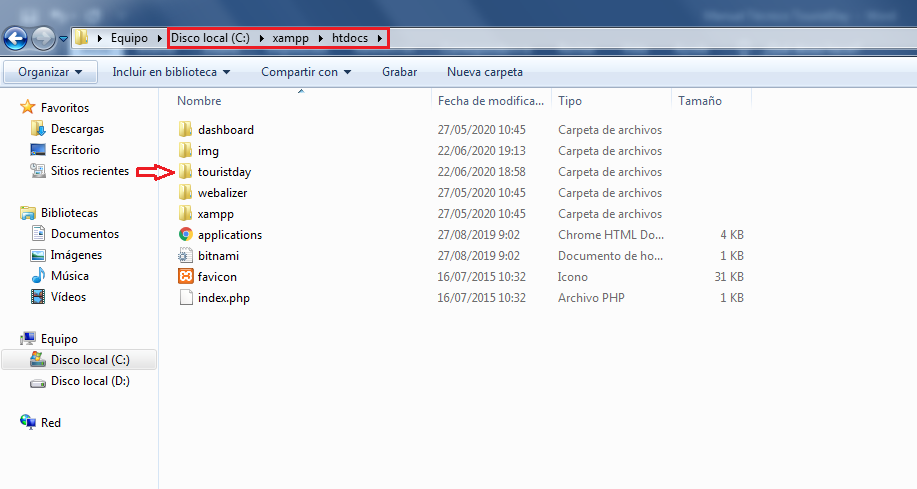 Equipo Disco local (C:) xampp htdocs
Organizar Incluir en biblioteca Compartir con Grabar Nueva carpeta
Favoritos
Descargas
Escritorio
Sitios recientes
Bibliotecas
Documentos
Imágenes
Música
Vídeos
Equipo
Disco local (C:)
Disco local (D:)
Red
Nombre Fecha de modifica... Tipo Tamaño
dashboard 27/05/2020 10:45 Carpeta de archivos
img 22/06/2020 19:13 Carpeta de archivos
touristday 22/06/2020 18:58 Carpeta de archivos
webalizer 27/05/2020 10:45 Carpeta de archivos
xampp 27/05/2020 10:45 Carpeta de archivos
applications 27/08/2019 9:02 Chrome HTML Do... 4 KB
bitnami 27/08/2019 9:02 Documento de ho... 1 KB
favicon 16/07/2015 10:32 Icono 31 KB
index.php 16/07/2015 10:32 Archivo PHP 1 KB